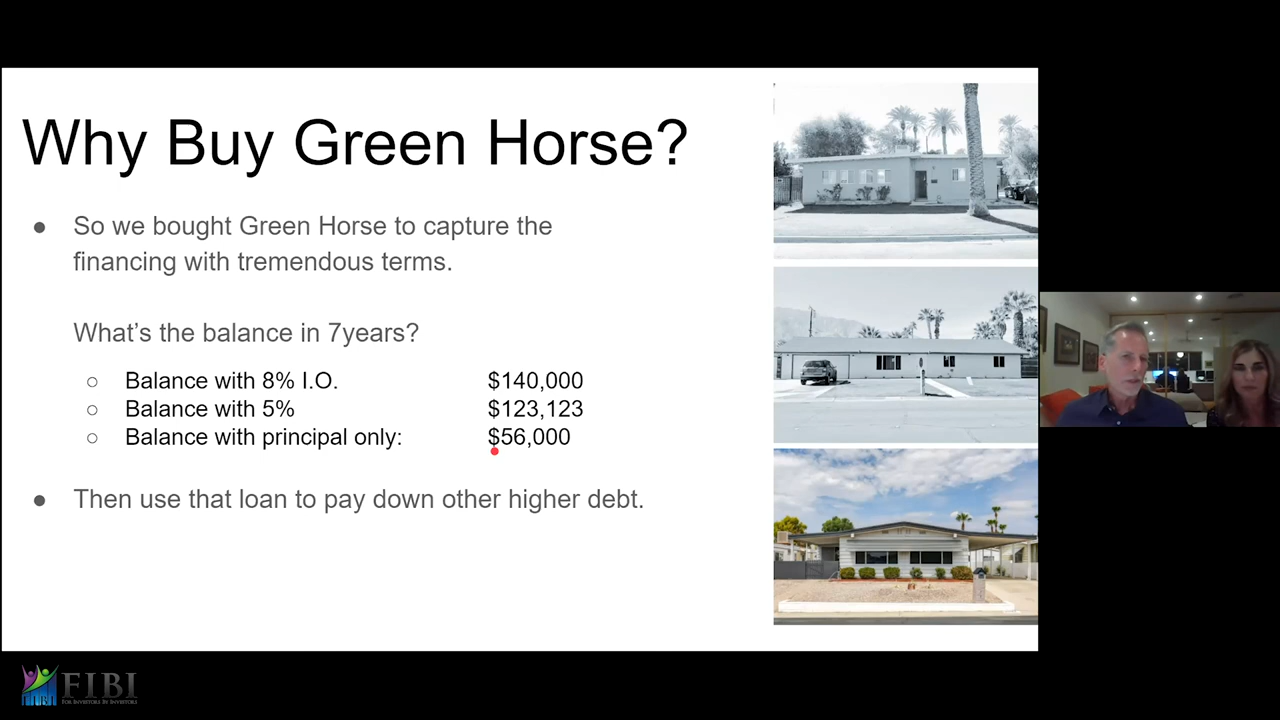 Why Buy Green Horse?
● So we bought Green Horse to capture the
financing with tremendous terms.
What's the balance in 7years?
○ Balance with 8% I.O. $140,000
○ Balance with 5% $123,123
○ Balance with principal only: $56,000
● Then use that loan to pay down other higher debt.
FIBI
FOR INVESTORS BY INVESTORS